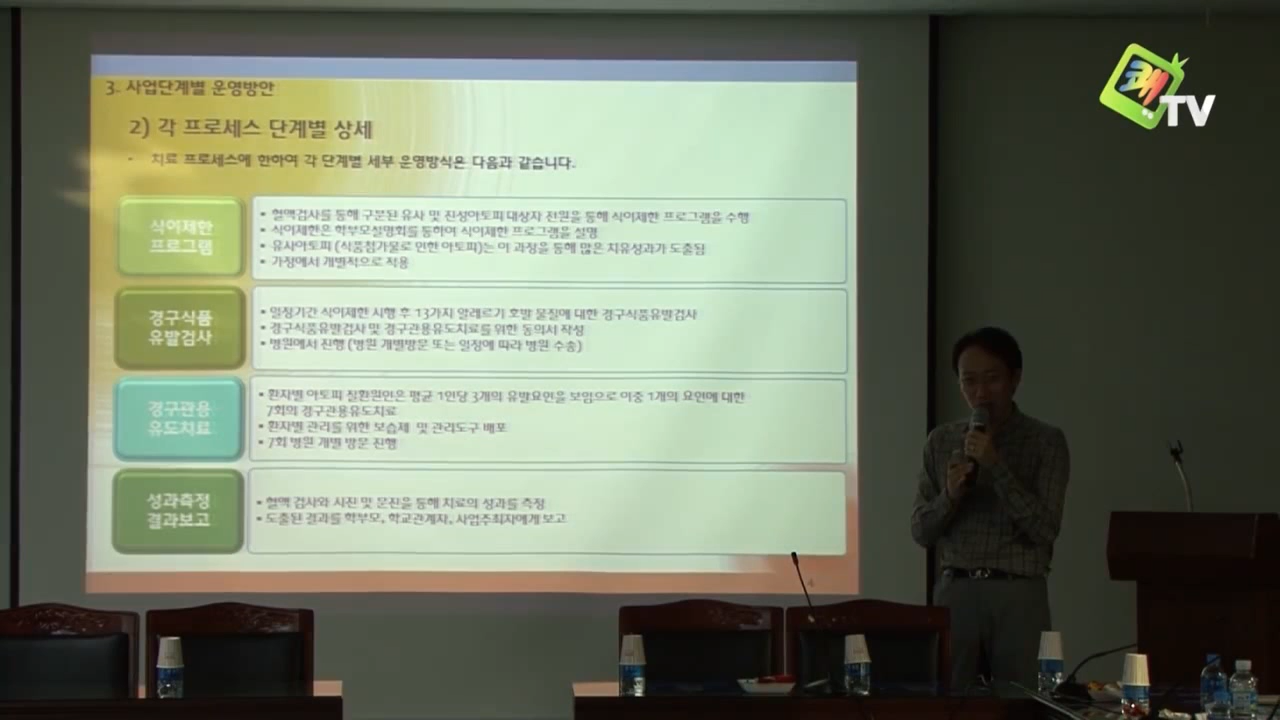 쾌 TV
3. 사업단계별 운영방안
2) 각 프로세스 단계별 상세
• 치료 프로세스에 한하여 각 단계별 세부 운영방식은 다음과 같습니다.
식이제한
프로그램
• 혈액검사를 통해 구분된 유사 및 진성아토피 대상자 전원을 통해 식이제한 프로그램을 수행
• 식이제한은 학부모설명회를 통하여 식이제한 프로그램을 설명
• 유사아토피 (식품첨가물로 인한 아토피)는 이 과정을 통해 많은 치유성과가 도출됨
• 가정에서 개별적으로 적용
경구식품
유발검사
• 일정기간 식이제한 시행 후 13가지 알레르기 호발 물질에 대한 경구식품유발검사
• 경구식품유발검사 및 경구관용유도치료를 위한 동의서 작성
• 병원에서 진행 (병원 개별방문 또는 일정에 따라 병원 수송)
경구관용
유도치료
• 환자별 아토피 질환원인은 평균 1인당 3개의 유발요인을 보임으로 이중 1개의 요인에 대한
7회의 경구관용유도치료
• 환자별 관리를 위한 보습제 및 관리도구 배포
• 7회 병원 개별 방문 진행
성과측정
결과보고
• 혈액 검사와 시진 및 문진을 통해 치료의 성과를 측정
• 도출된 결과를 학부모, 학교관계자, 사업주최자에게 보고
4